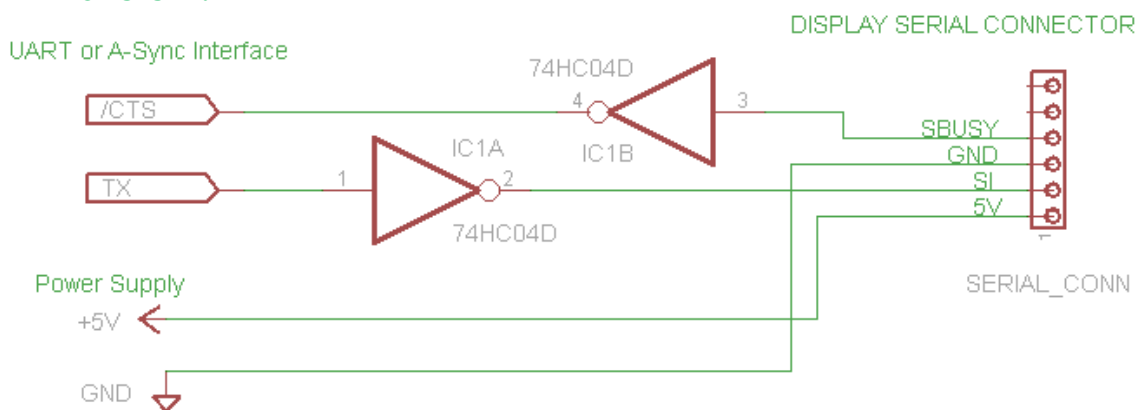 DISPLAY SERIAL CONNECTOR
UART or A-Sync Interface
74HC04D
/CTS
4
3
SBUSY
IC1A
IC1B
GND
TX
1
2
SI
5V
74HC04D
1
Power Supply
SERIAL_CONN
+5V
GND